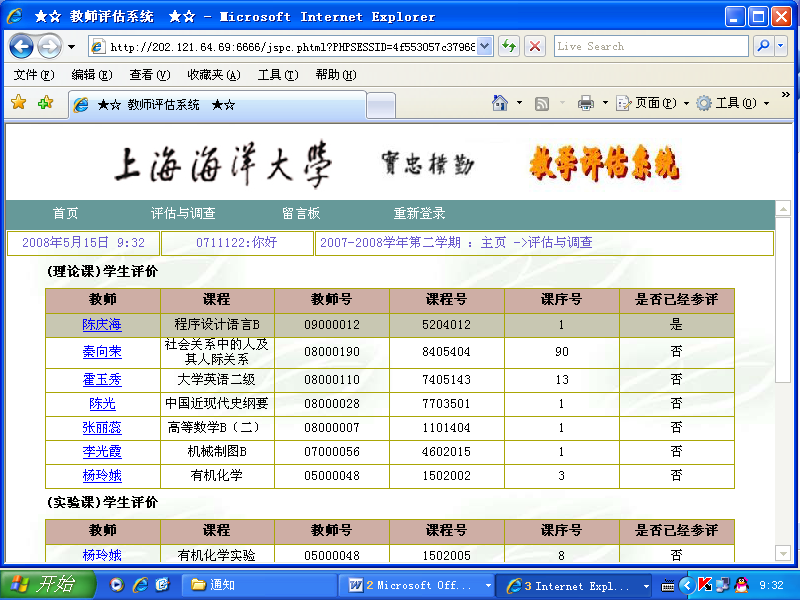 ★☆ 教师评估系统 ★☆ - Microsoft Internet Explorer
http://202.121.64.69:6666/jspc.phtml?PHPSESSID=4f553057c3796
Live Search
文件(F) 编辑(E) 查看(V) 收藏夹(A) 工具(T) 帮助(H)
★☆ 教师评估系统 ★☆ 页面(P) 工具(O) »
上海海洋大學 實忠樸勤 教学评估系统
首页 评估与调查 留言板 重新登录
2008年5月15日 9:32 0711122:你好 2007-2008学年第二学期 : 主页 ->评估与调查
(理论课)学生评价
教师 课程 教师号 课程号 课序号 是否已经参评
陈庆海 程序设计语言B 09000012 5204012 1 是
秦向荣 社会关系中的人及其人际关系 08000190 8405404 90 否
霍玉秀 大学英语二级 08000110 7405143 13 否
陈光 中国近现代史纲要 08000028 7703501 1 否
张丽蕊 高等数学B(二) 08000007 1101404 1 否
李光霞 机械制图B 07000056 4602015 1 否
杨玲娥 有机化学 05000048 1502002 3 否
(实验课)学生评价
教师 课程 教师号 课程号 课序号 是否已经参评
杨玲娥 有机化学实验 05000048 1502005 8 否
开始 通知 2 Microsoft Off... 3 Internet Expl... 9:32